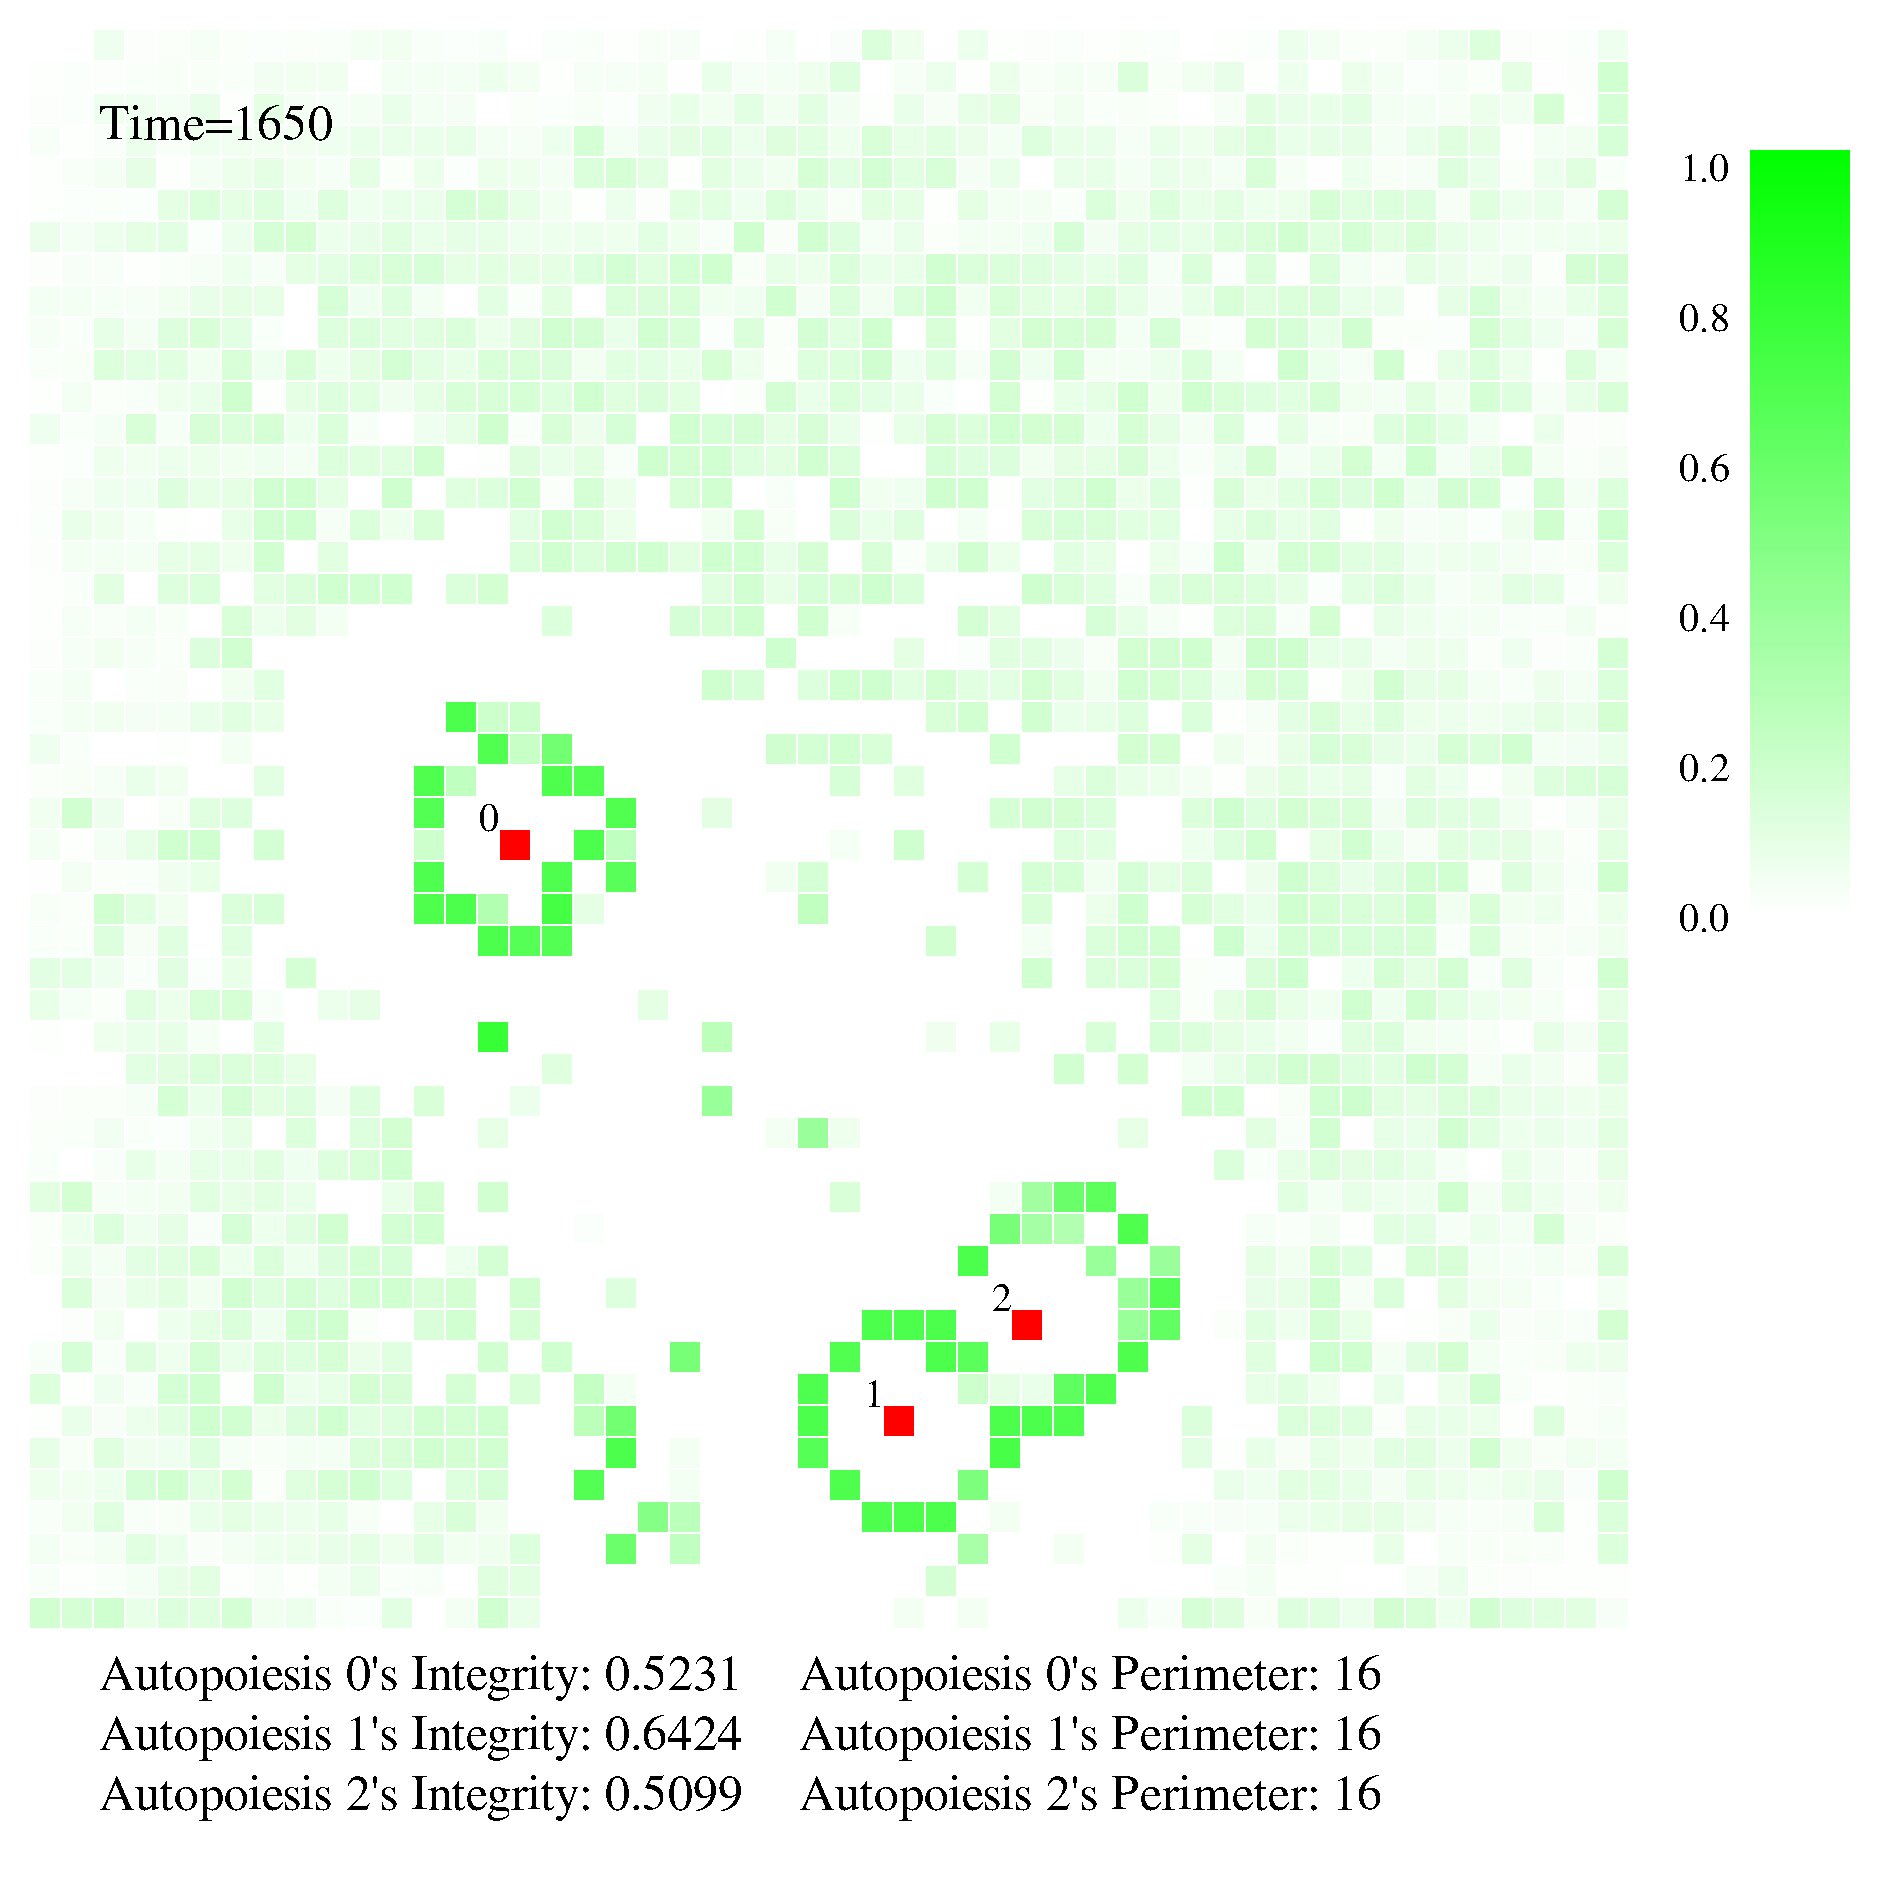 Time=1650
1.0
0.8
0.6
0.4
0.2
0.0
0
2
1
Autopoiesis 0's Integrity: 0.5231 Autopoiesis 0's Perimeter: 16
Autopoiesis 1's Integrity: 0.6424 Autopoiesis 1's Perimeter: 16
Autopoiesis 2's Integrity: 0.5099 Autopoiesis 2's Perimeter: 16